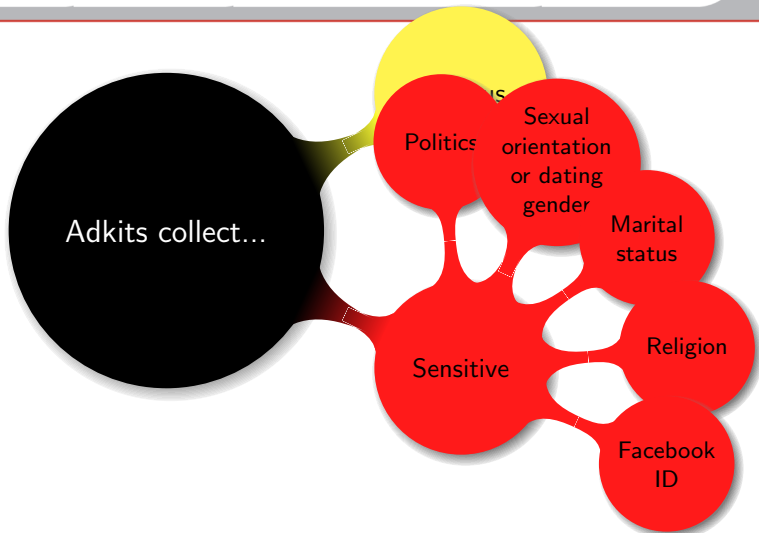 Adkits collect...
Politics
Sexual
orientation
or dating
gender
Marital
status
Religion
Sensitive
Facebook
ID